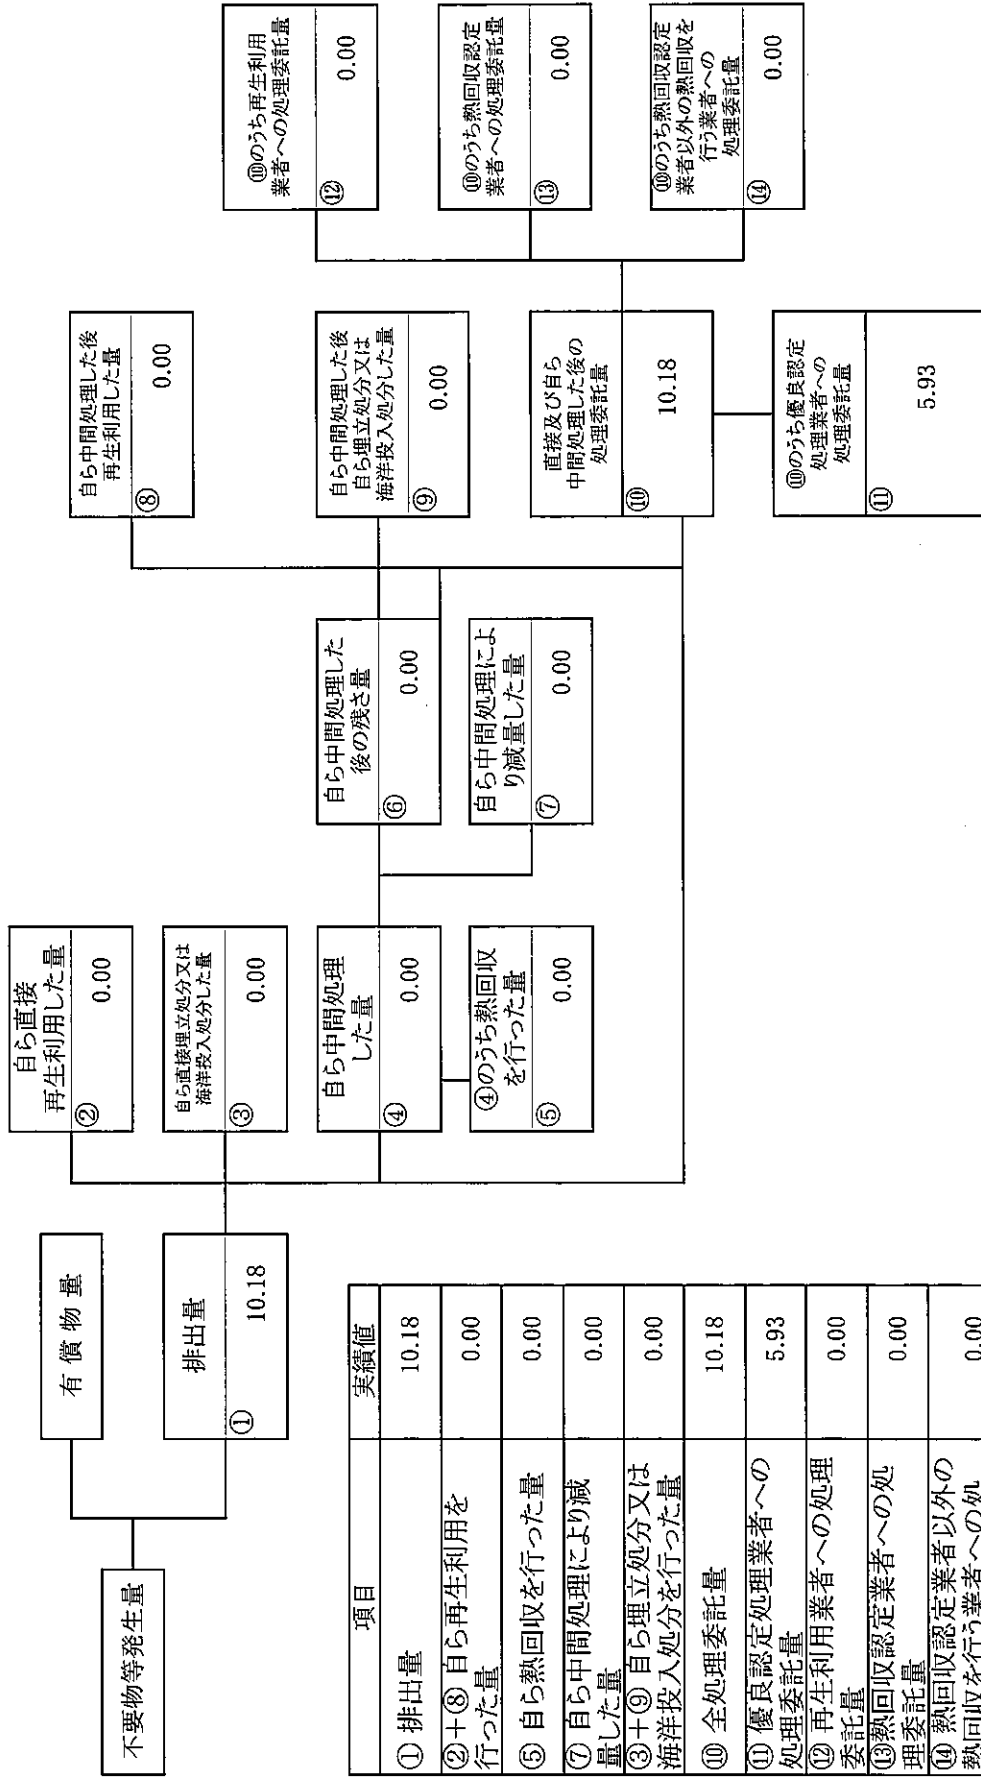 不要物等発生量
有 償 物 量
排出量
①
10.18
自ら直接
再生利用した量
②
0.00
自ら直接埋立処分又は
海洋投入処分した量
③
0.00
自ら中間処理
した量
④
0.00
④のうち熱回収
を行った量
⑤
0.00
自ら中間処理した
後の残さ量
⑥
0.00
自ら中間処理によ
り減量した量
⑦
0.00
自ら中間処理した後
再生利用した量
⑧
0.00
自ら中間処理した後
自ら埋立処分又は
海洋投入処分した量
⑨
0.00
直接及び自ら
中間処理した後の
処理委託量
⑩
10.18
⑩のうち優良認定
処理業者への
処理委託量
⑪
5.93
⑩のうち再生利用
業者への処理委託量
⑫
0.00
⑩のうち熱回収認定
業者への処理委託量
⑬
0.00
⑩のうち熱回収認定
業者以外の熱回収を
行う業者への
処理委託量
⑭
0.00
項目 実績値
① 排出量 10.18
②+⑧ 自ら再生利用を
行った量 0.00
⑤ 自ら熱回収を行った量 0.00
⑦ 自ら中間処理により減
量した量 0.00
③+⑨ 自ら埋立処分又は
海洋投入処分を行った量 0.00
⑩ 全処理委託量 10.18
⑪ 優良認定処理業者への
処理委託量 5.93
⑫ 再生利用業者への処理
委託量 0.00
⑬熱回収認定業者への処
理委託量 0.00
⑭ 熱回収認定業者以外の
熱回収を行う業者への処 0.00